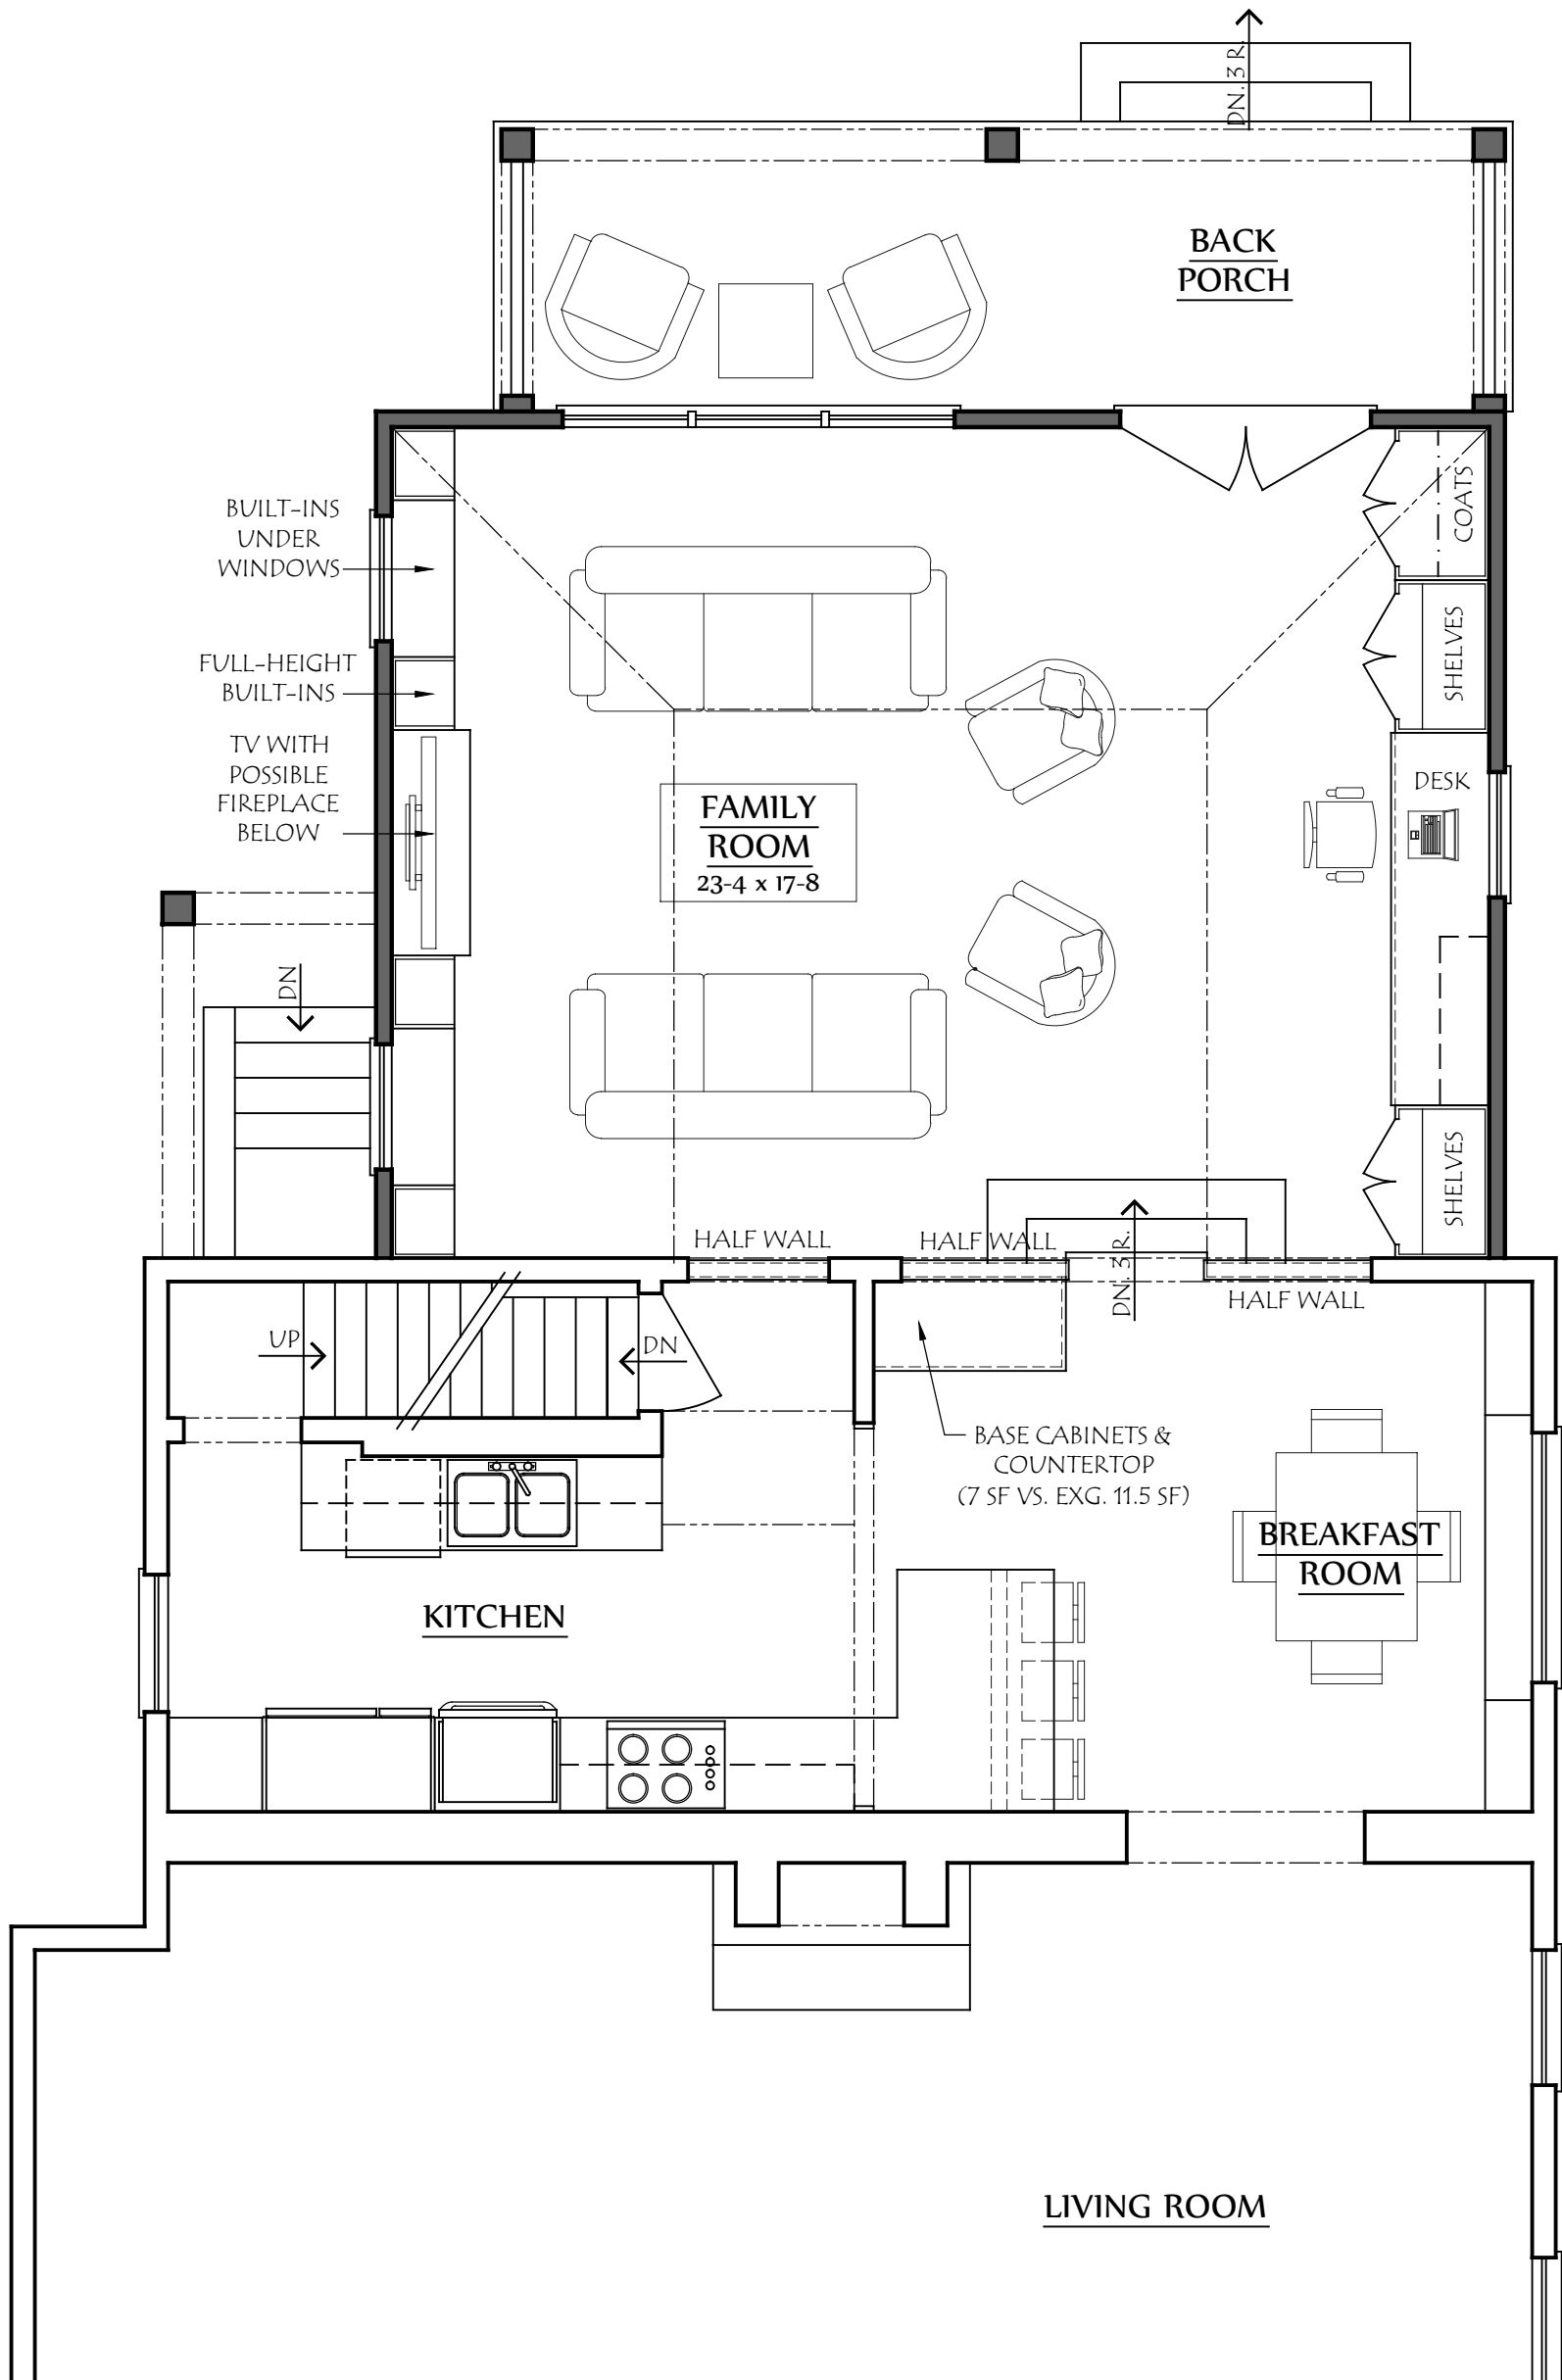 DN. 3 R.
BACK
PORCH
BUILT-INS
UNDER
WINDOWS
COATS
FULL-HEIGHT
BUILT-INS
SHELVES
TV WITH
POSSIBLE
FIREPLACE
BELOW
FAMILY
ROOM
23-4 x 17-8
DESK
DN
SHELVES
HALF WALL
HALF WALL
DN. 3 R.
HALF WALL
UP
DN
BASE CABINETS &
COUNTERTOP
(7 SF VS. EXG. 11.5 SF)
BREAKFAST
ROOM
KITCHEN
LIVING ROOM